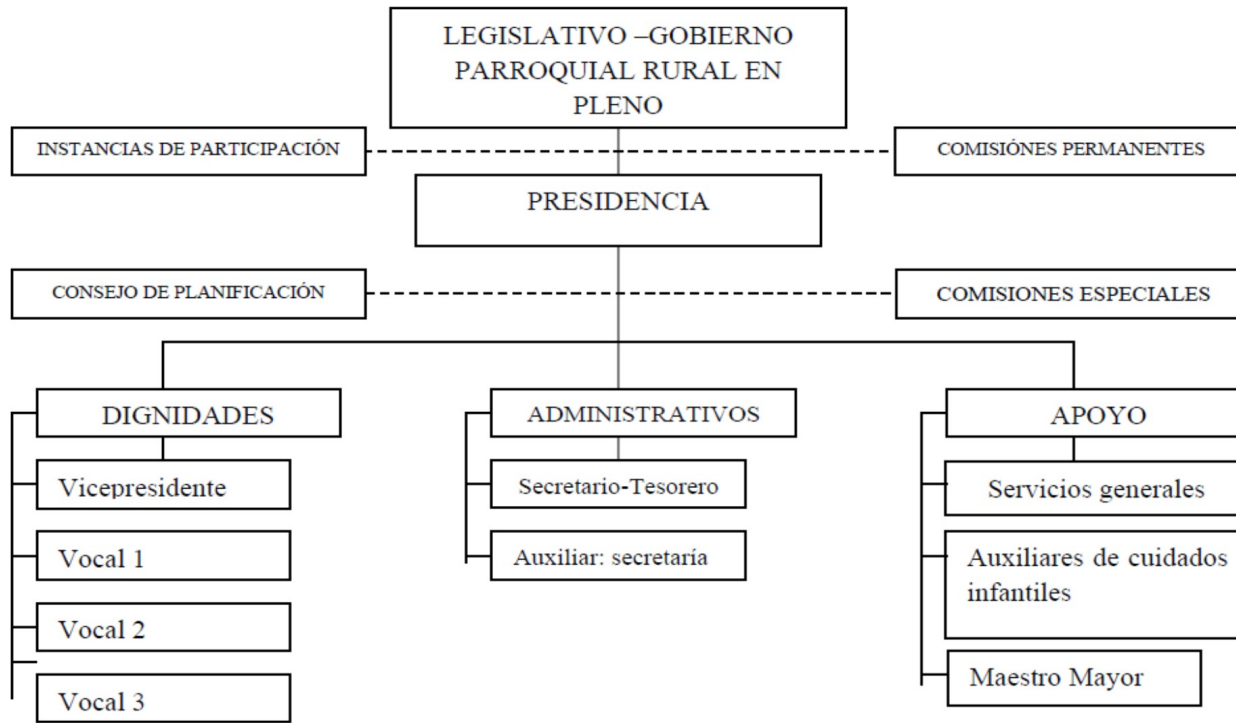 LEGISLATIVO –GOBIERNO
PARROQUIAL RURAL EN
PLENO
INSTANCIAS DE PARTICIPACIÓN
COMISIÓNES PERMANENTES
PRESIDENCIA
CONSEJO DE PLANIFICACIÓN
COMISIONES ESPECIALES
DIGNIDADES
Vicepresidente
Vocal 1
Vocal 2
Vocal 3
ADMINISTRATIVOS
Secretario-Tesorero
Auxiliar: secretaría
APOYO
Servicios generales
Auxiliares de cuidados
infantiles
Maestro Mayor